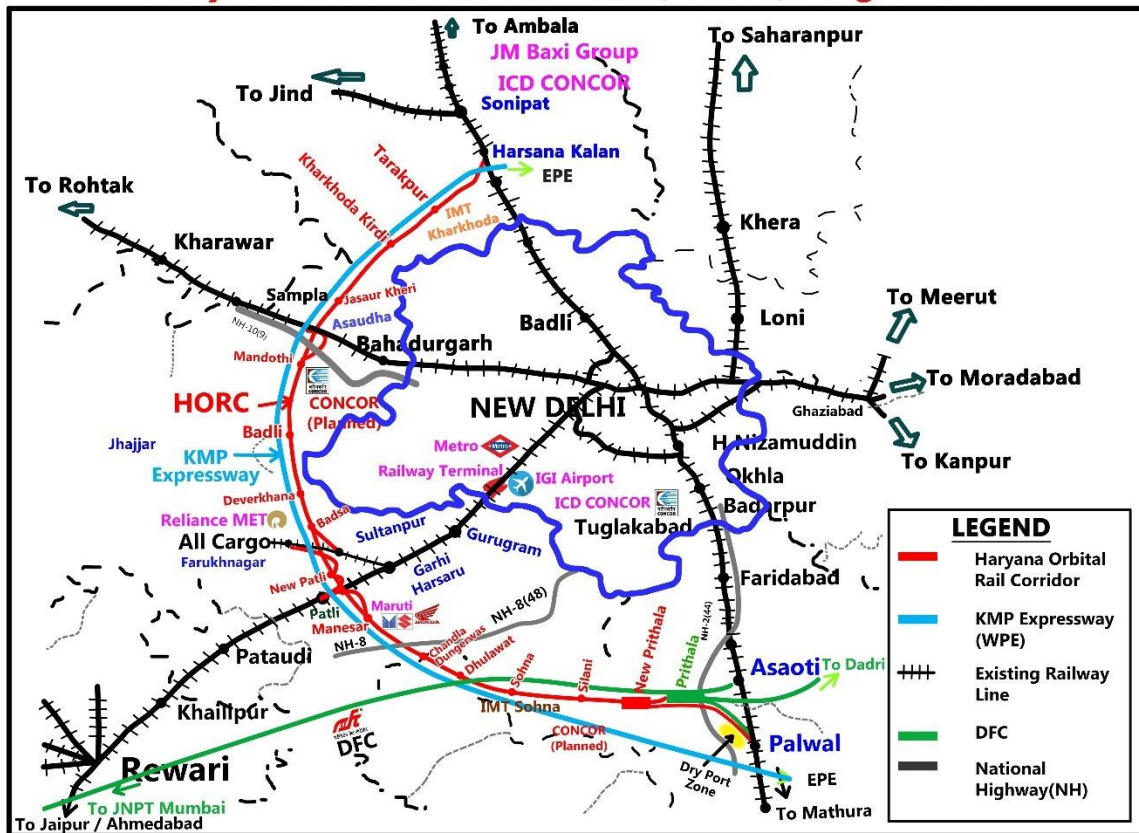 To Ambala
JM Baxi Group
ICD CONCOR
To Saharanpur
To Jind
Sonipat
Harsana Kalan
EPE
Tarakpur
Kharkhoda Kirdi
IMT
Kharkhoda
To Rohtak
Kharawar
Khera
Sampla
Jasaur Kheri
Asaudha
NH-10(9)
Badli
Loni
To Meerut
Bahadurgarh
Mandothi
CONCOR
(Planned)
HORC
NEW DELHI
To Moradabad
Ghaziabad
To Kanpur
Badli
Jhajjar
KMP
Expressway
Metro
METRO
H Nizamuddin
Railway Terminal
IGI Airport
Okhla
ICD CONCOR
CONCOR
Badarpur
Tuglakabad
Deverkhana
Badsa
Reliance MET
Sultanpur
Gurugram
All Cargo
Farukhnagar
Garhi
Harsaru
New Patli
Patli
Maruti
HONDA
Manesar
NH-8(48)
NH-8
Faridabad
NH-2(44)
Pataudi
Chandla
Dungerwas
Dhulawat
Sohna
Silani
New Prithala
Prithala
Asaoti
To Dadri
Khalilpur
IMT Sohna
CONCOR
(Planned)
DFC
Palwal
Dry Port
Zone
EPE
Rewari
To JNPT Mumbai
To Mathura
To Jaipur / Ahmedabad
LEGEND
Haryana Orbital
Rail Corridor
KMP Expressway
(WPE)
Existing Railway
Line
DFC
National
Highway(NH)